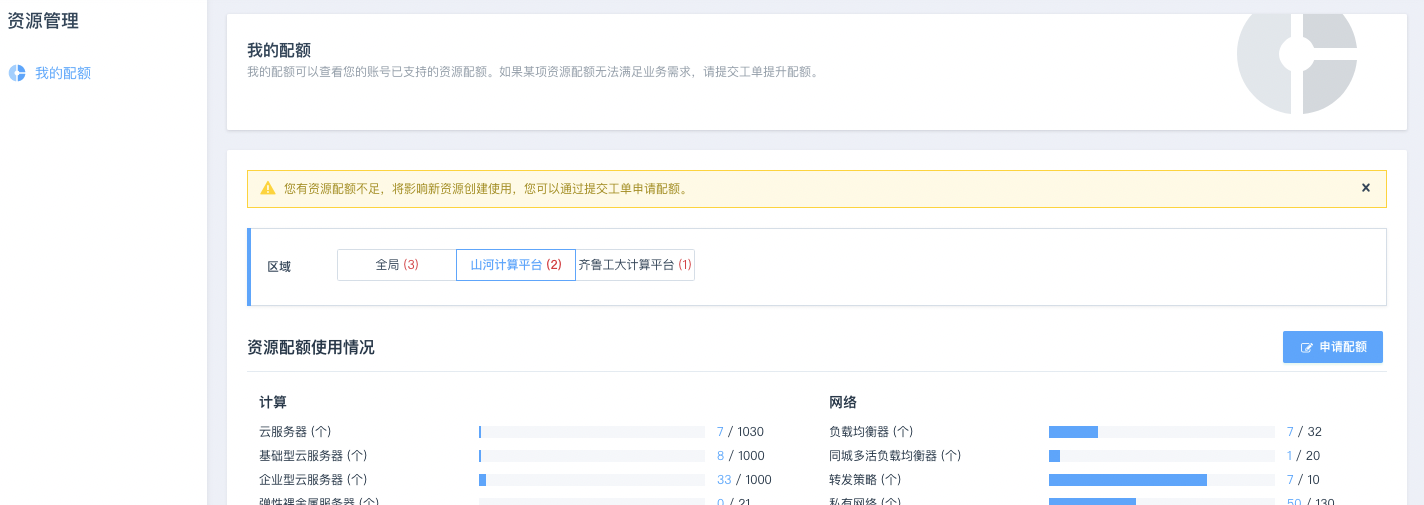 资源管理
我的配额
我的配额
我的配额可以查看您的账号已支持的资源配额。如果某项资源配额无法满足业务需求，请提交工单提升配额。
您有资源配额不足，将影响新资源创建使用，您可以通过提交工单申请配额。
区域
全局 (3)
山河计算平台 (2)
齐鲁工大计算平台 (1)
资源配额使用情况
申请配额
计算
云服务器 (个) 7 / 1030
基础型云服务器 (个) 8 / 1000
企业型云服务器 (个) 33 / 1000
弹性裸金属服务器 (个) 0 / 21
网络
负载均衡器 (个) 7 / 32
同城多活负载均衡器 (个) 1 / 20
转发策略 (个) 7 / 10
私有网络 (个) 50 / 130